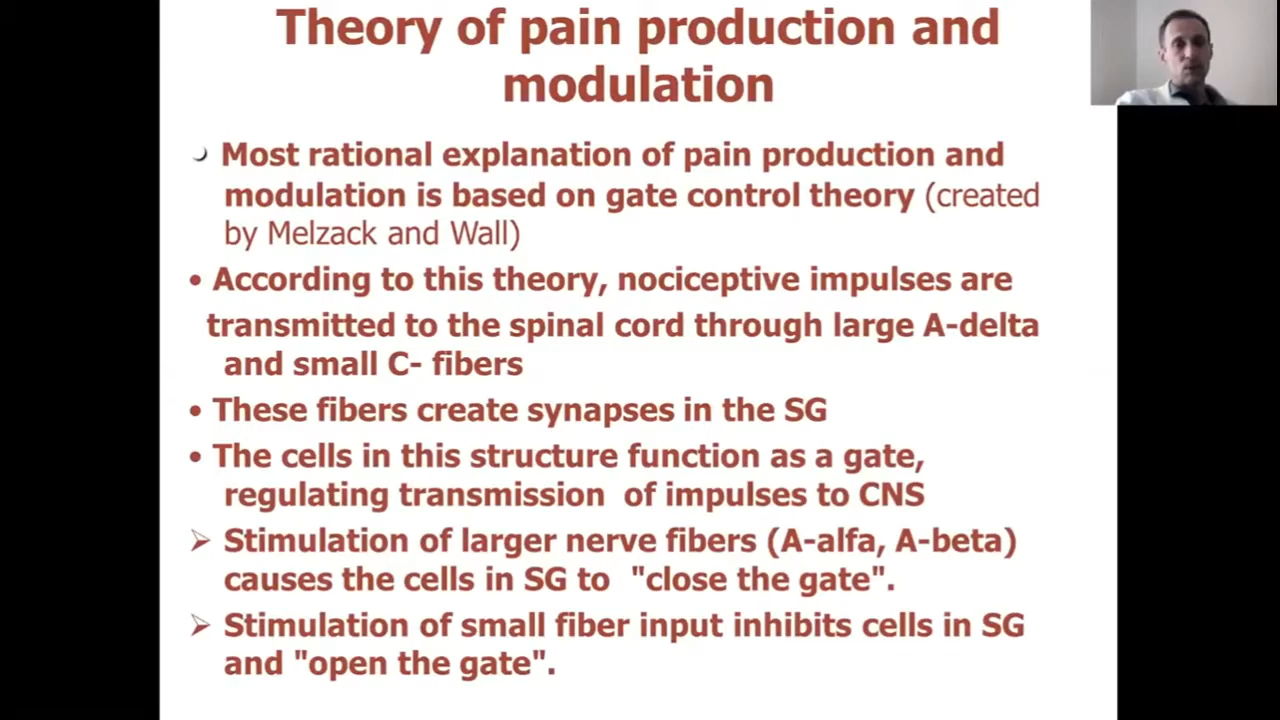 Theory of pain production and
modulation
Most rational explanation of pain production and
modulation is based on gate control theory (created
by Melzack and Wall)
• According to this theory, nociceptive impulses are
transmitted to the spinal cord through large A-delta
and small C- fibers
• These fibers create synapses in the SG
• The cells in this structure function as a gate,
regulating transmission of impulses to CNS
➢ Stimulation of larger nerve fibers (A-alfa, A-beta)
causes the cells in SG to "close the gate".
➢ Stimulation of small fiber input inhibits cells in SG
and "open the gate".